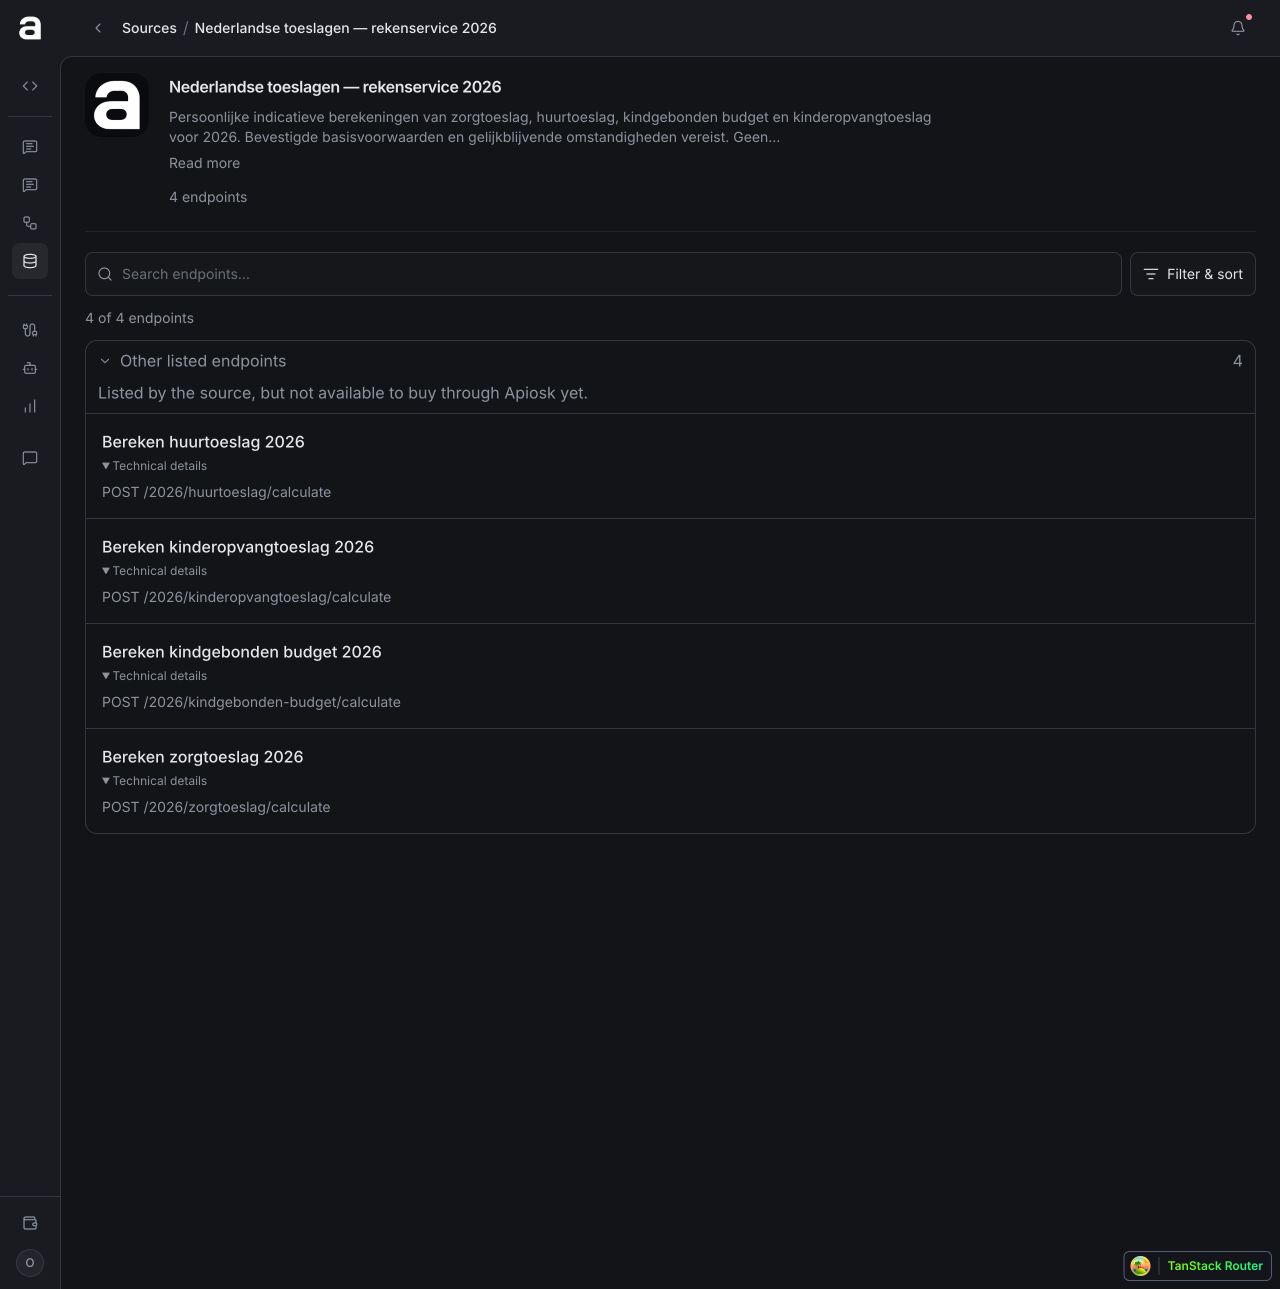 a
Sources / Nederlandse toeslagen — rekenservice 2026
a
Nederlandse toeslagen — rekenservice 2026
Persoonlijke indicatieve berekeningen van zorgtoeslag, huurtoeslag, kindgebonden budget en kinderopvangtoeslag
voor 2026. Bevestigde basisvoorwaarden en gelijkblijvende omstandigheden vereist. Geen...
Read more
4 endpoints
Search endpoints...
Filter & sort
4 of 4 endpoints
Other listed endpoints 4
Listed by the source, but not available to buy through Apiosk yet.
Bereken huurtoeslag 2026
Technical details
POST /2026/huurtoeslag/calculate
Bereken kinderopvangtoeslag 2026
Technical details
POST /2026/kinderopvangtoeslag/calculate
Bereken kindgebonden budget 2026
Technical details
POST /2026/kindgebonden-budget/calculate
Bereken zorgtoeslag 2026
Technical details
POST /2026/zorgtoeslag/calculate
O
TanStack Router